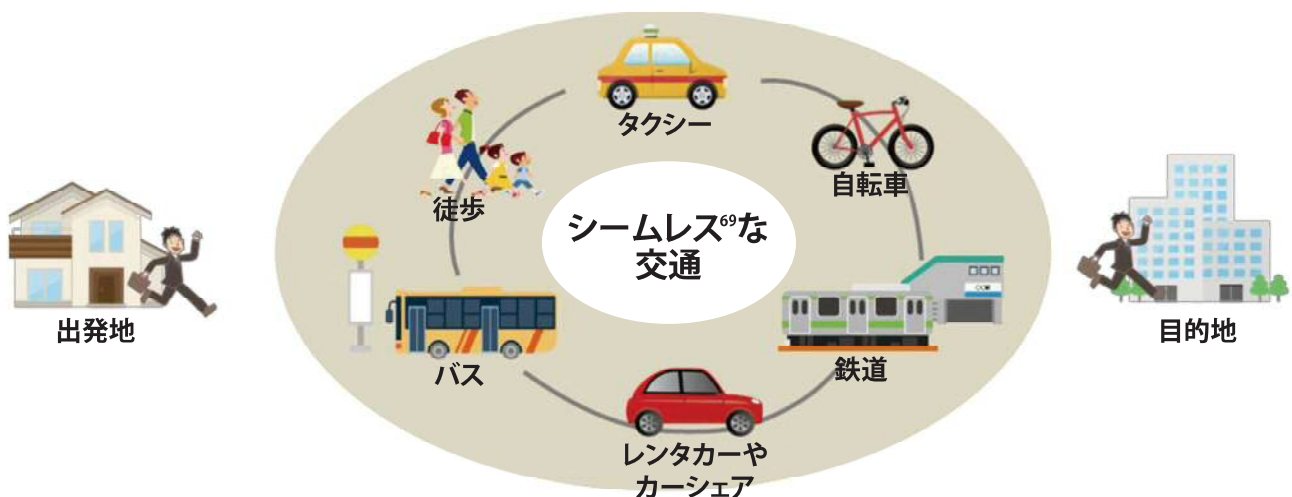 タクシー
自転車
徒歩
シームレス69な
交通
出発地
目的地
バス
鉄道
レンタカーや
カーシェア